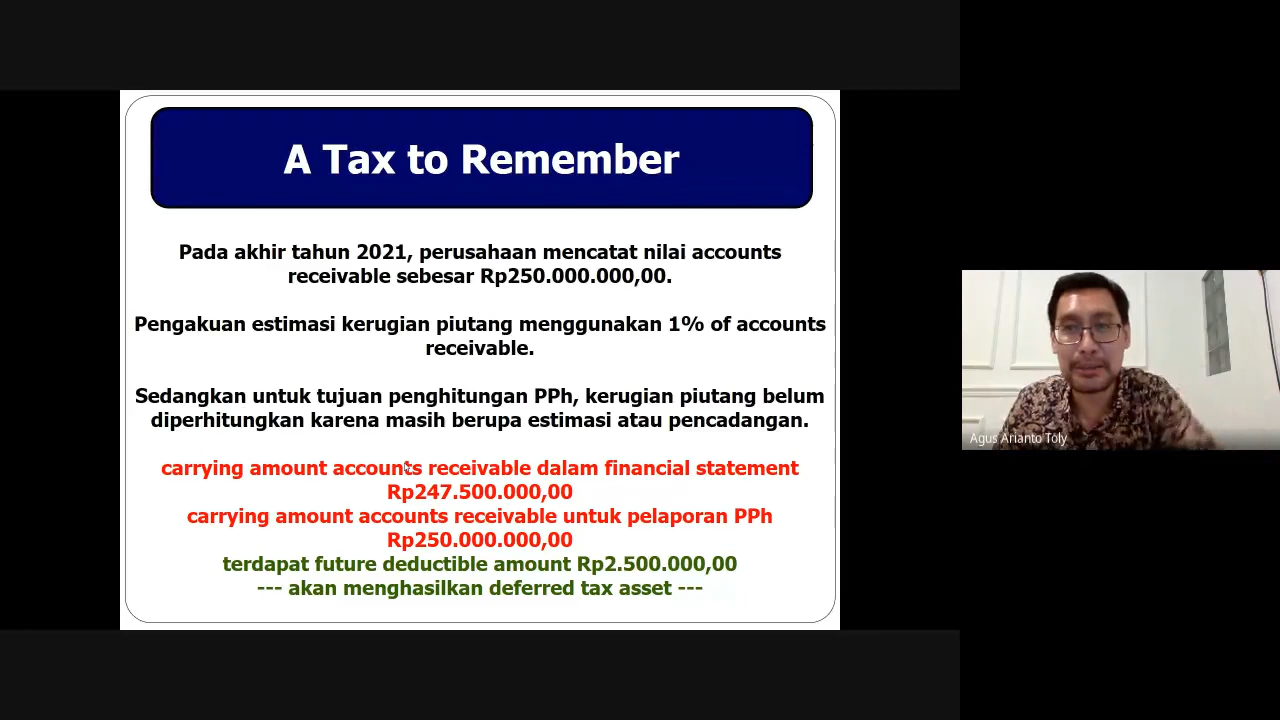 A Tax to Remember
Pada akhir tahun 2021, perusahaan mencatat nilai accounts
receivable sebesar Rp250.000.000,00.
Pengakuan estimasi kerugian piutang menggunakan 1% of accounts
receivable.
Sedangkan untuk tujuan penghitungan PPh, kerugian piutang belum
diperhitungkan karena masih berupa estimasi atau pencadangan.
carrying amount accounts receivable dalam financial statement
Rp247.500.000,00
carrying amount accounts receivable untuk pelaporan PPh
Rp250.000.000,00
terdapat future deductible amount Rp2.500.000,00
--- akan menghasilkan deferred tax asset ---
Agus Arianto Toly